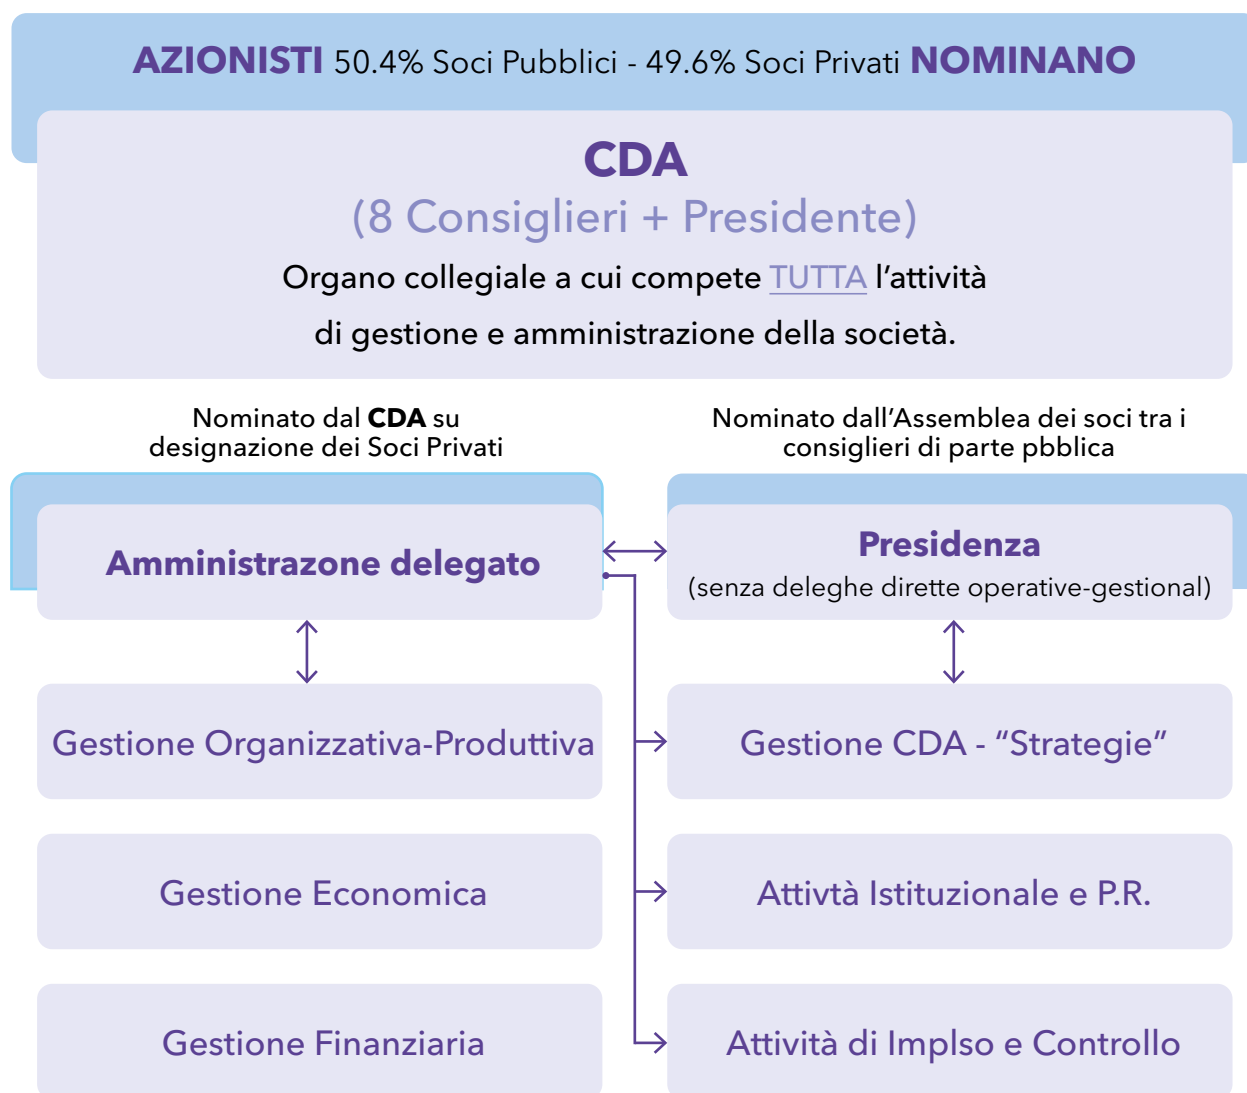 AZIONISTI 50.4% Soci Pubblici - 49.6% Soci Privati NOMINANO
CDA
(8 Consiglieri + Presidente)
Organo collegiale a cui compete TUTTA l’attività
di gestione e amministrazione della società.
Nominato dal CDA su
designazione dei Soci Privati
Nominato dall’Assemblea dei soci tra i
consiglieri di parte pbblica
Amministrazone delegato
Presidenza
(senza deleghe dirette operative-gestional)
Gestione Organizzativa-Produttiva
Gestione CDA - “Strategie”
Gestione Economica
Attivtà Istituzionale e P.R.
Gestione Finanziaria
Attività di Implso e Controllo